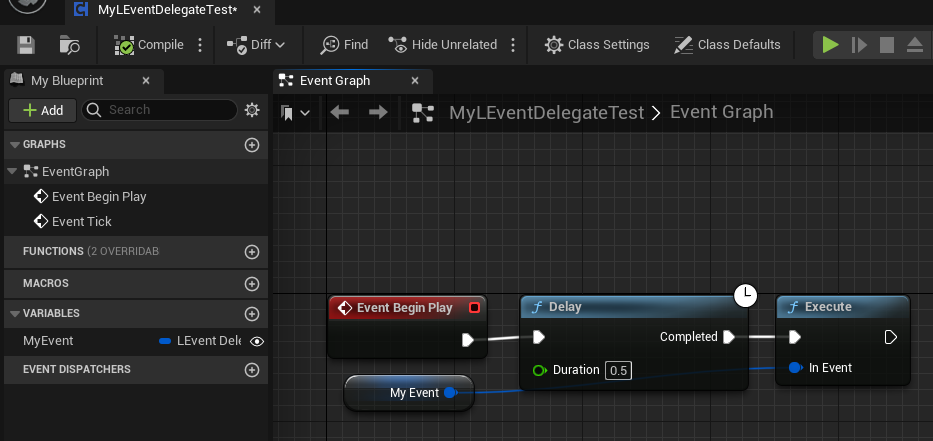 MyLEventDelegateTest*
Compile
Diff
Find
Hide Unrelated
Class Settings
Class Defaults
My Blueprint
Event Graph
Add
Search
MyLEventDelegateTest > Event Graph
GRAPHS
EventGraph
Event Begin Play
Event Tick
FUNCTIONS (2 OVERRIDAB
MACROS
VARIABLES
MyEvent LEvent Dele
EVENT DISPATCHERS
Event Begin Play
Delay
Execute
Completed
Duration 0.5
In Event
My Event